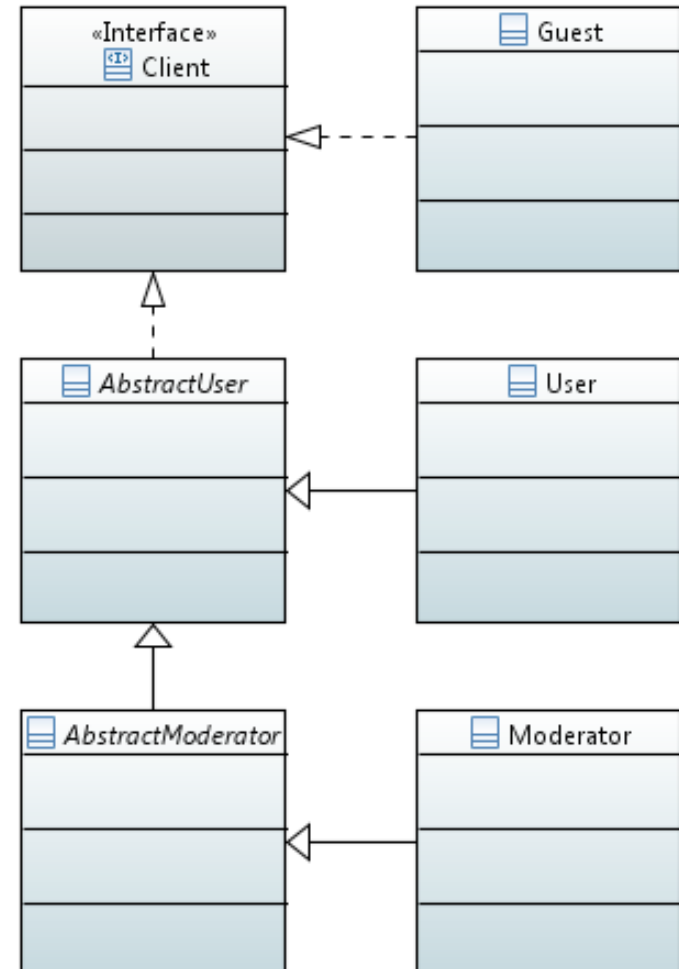 «Interface»
Client
Guest
AbstractUser
User
AbstractModerator
Moderator